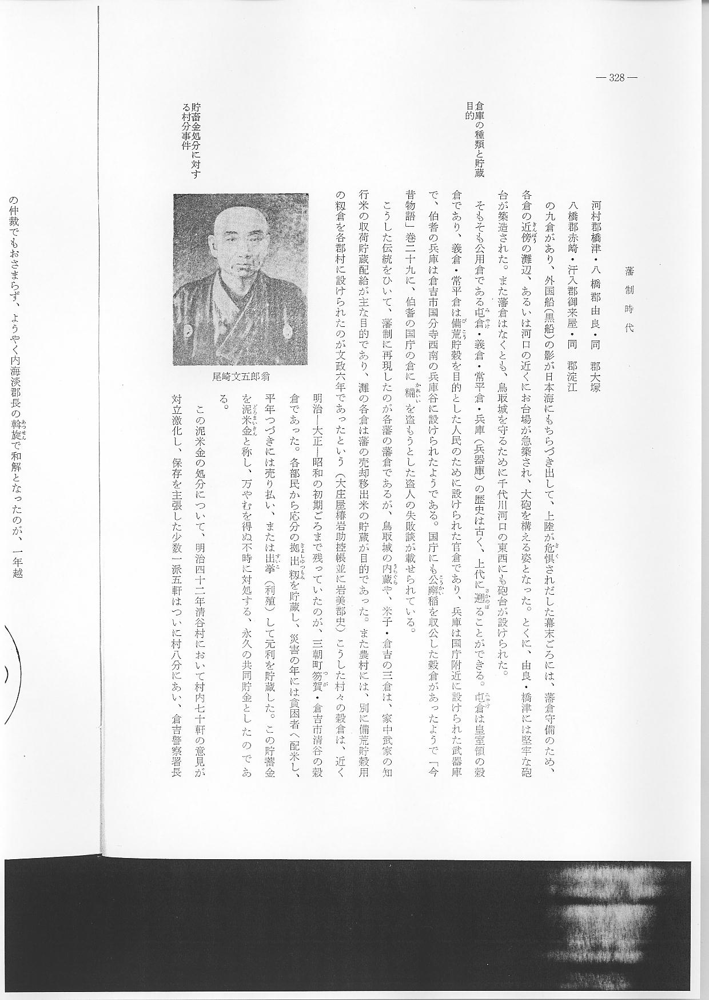 ― 328 ―
藩制時代
河村郡橋津・八橋郡由良・同 郡大塚
八橋郡赤崎・汗入郡御来屋・同 郡淀江
の九倉があり、外国船(黒船)の影が日本海にもちらづき出して、上陸が危惧されだした幕末ごろには、藩倉守備のため、
各倉の近傍の灘辺、あるいは河口の近くにお台場が急築され、大砲を構える姿となった。とくに、由良・橋津には堅牢な砲
台が築造された。また藩倉はなくとも、鳥取城を守るために千代川河口の東西にも砲台が設けられた。
倉庫の種類と貯蔵
目的
そもそも公用倉である屯倉・義倉・常平倉・兵庫(兵器庫)の歴史は古く、上代に遡ることができる。屯倉は皇室領の穀
倉であり、義倉・常平倉は備荒貯穀を目的とした人民のために設けられた官倉であり、兵庫は国庁附近に設けられた武器庫
で、伯耆の兵庫は倉吉市国分寺西南の兵庫谷に設けられたようである。国庁にも公廨稲を収公した穀倉があったようで「今
昔物語」巻二十九に、伯耆の国庁の倉に糒を盗もうとした盗人の失敗談が載せられている。
こうした伝統をひいて、藩制に再現したのが各藩の藩倉であるが、鳥取城の内蔵や、米子・倉吉の三倉は、家中武家の知
行米の収荷貯蔵配給が主な目的であり、灘の各倉は藩の売却移出米の貯蔵が目的であった。また農村には、別に備荒貯穀用
の籾倉を各郡村に設けられたのが文政六年であったという(大庄屋椿岩助控帳並に岩美郡史)こうした村々の穀倉は、近く
明治―大正―昭和の初期ごろまで残っていたのが、三朝町笏賀・倉吉市清谷の穀
倉であった。各部民から応分の拠出籾を貯蔵し、災害の年には貧困者へ配米し、
平年つづきには売り払い、または出挙(利殖)して元利を貯蔵した。この貯蓄金
を泥米金と称し、万やむを得ぬ不時に対処する、永久の共同貯金としたのであ
る。
尾崎文五郎翁
貯畜金処分に対す
る村分事件
この泥米金の処分について、明治四十二年清谷村において村内七十軒の意見が
対立激化し、保存を主張した少数一派五軒はついに村八分にあい、倉吉警察署長
の仲裁でもおさまらず、ようやく内海淡郡長の斡旋で和解となったのが、一年越